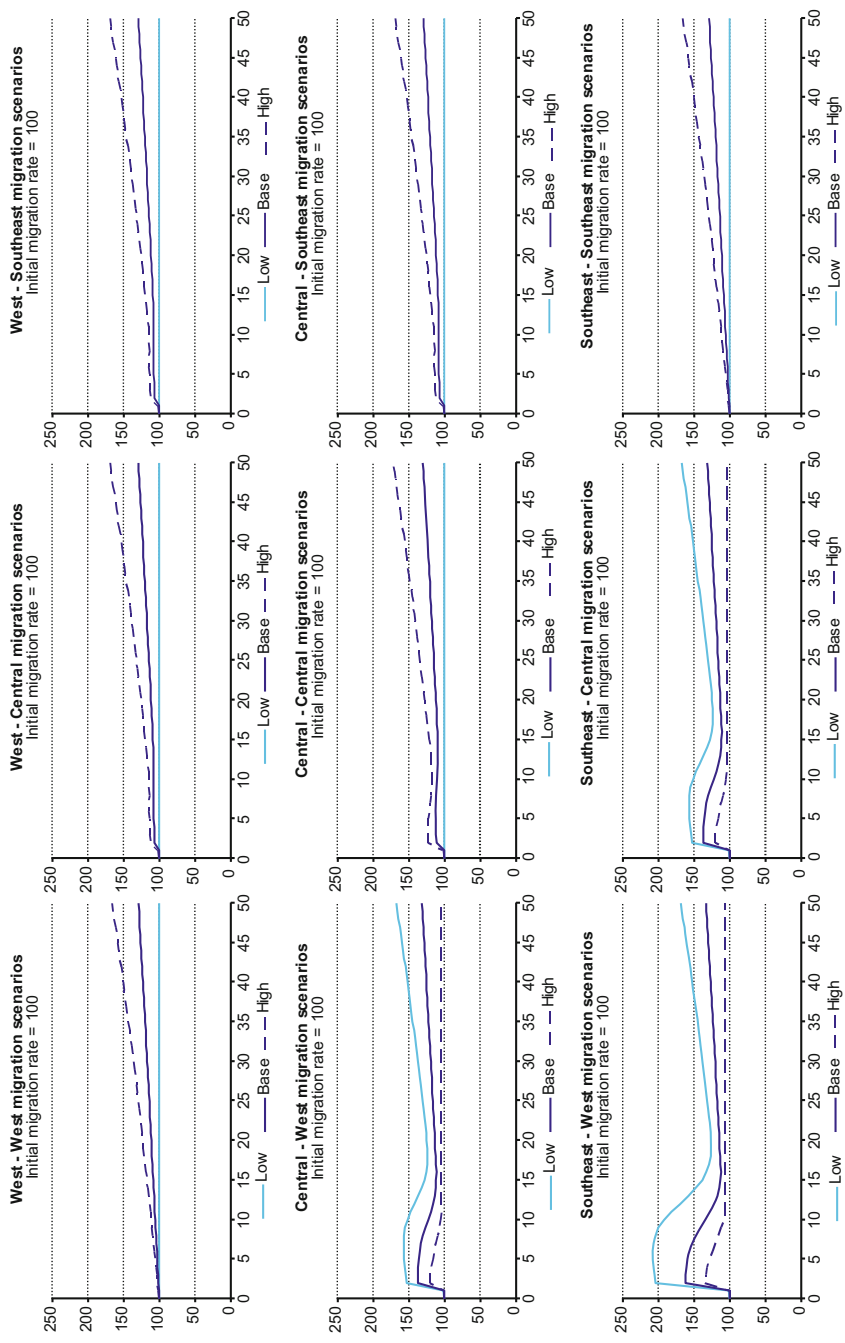 West - West migration scenarios
Initial migration rate = 100
250
200
150
100
50
0
0 5 10 15 20 25 30 35 40 45 50
Low Base High
West - Central migration scenarios
Initial migration rate = 100
250
200
150
100
50
0
0 5 10 15 20 25 30 35 40 45 50
Low Base High
West - Southeast migration scenarios
Initial migration rate = 100
250
200
150
100
50
0
0 5 10 15 20 25 30 35 40 45 50
Low Base High
Central - West migration scenarios
Initial migration rate = 100
250
200
150
100
50
0
0 5 10 15 20 25 30 35 40 45 50
Low Base High
Central - Central migration scenarios
Initial migration rate = 100
250
200
150
100
50
0
0 5 10 15 20 25 30 35 40 45 50
Low Base High
Central - Southeast migration scenarios
Initial migration rate = 100
250
200
150
100
50
0
0 5 10 15 20 25 30 35 40 45 50
Low Base High
Southeast - West migration scenarios
Initial migration rate = 100
250
200
150
100
50
0
0 5 10 15 20 25 30 35 40 45 50
Low Base High
Southeast - Central migration scenarios
Initial migration rate = 100
250
200
150
100
50
0
0 5 10 15 20 25 30 35 40 45 50
Low Base High
Southeast - Southeast migration scenarios
Initial migration rate = 100
250
200
150
100
50
0
0 5 10 15 20 25 30 35 40 45 50
Low Base High